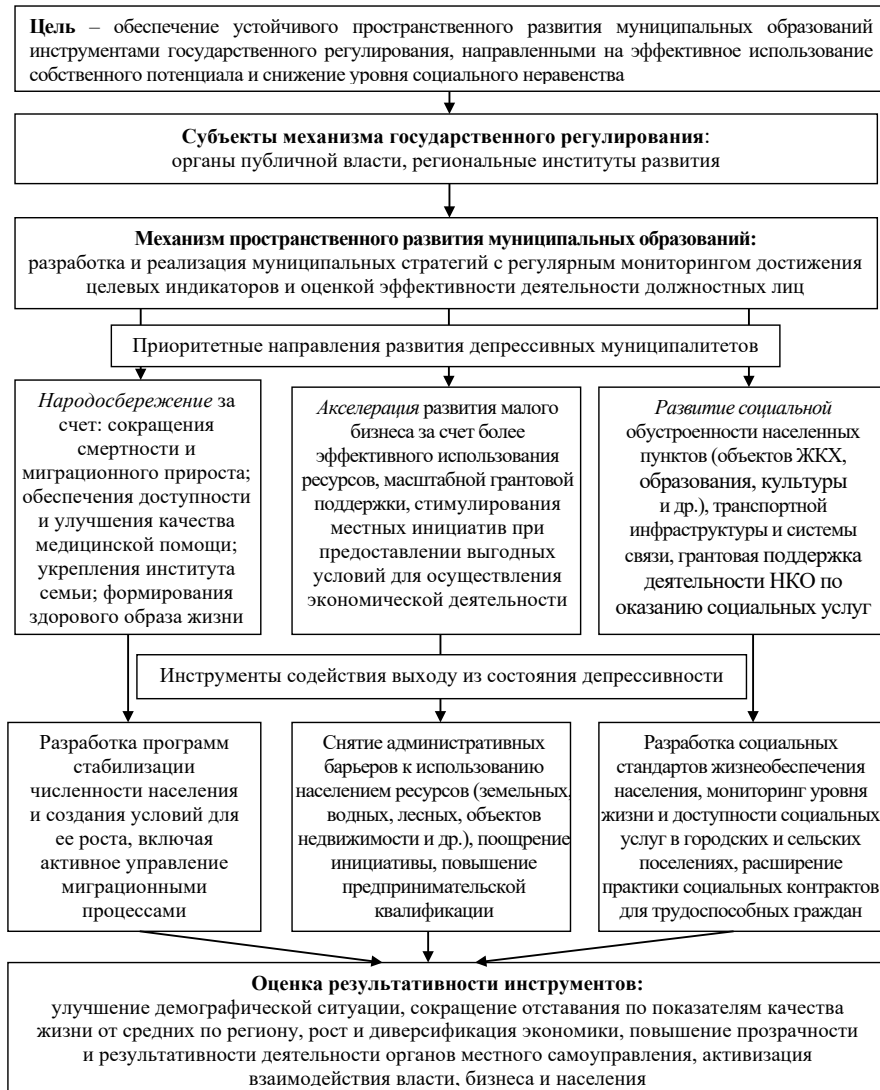 Цель – обеспечение устойчивого пространственного развития муниципальных образований
инструментами государственного регулирования, направленными на эффективное использование
собственного потенциала и снижение уровня социального неравенства
Субъекты механизма государственного регулирования:
органы публичной власти, региональные институты развития
Механизм пространственного развития муниципальных образований:
разработка и реализация муниципальных стратегий с регулярным мониторингом достижения
целевых индикаторов и оценкой эффективности деятельности должностных лиц
Приоритетные направления развития депрессивных муниципалитетов
Народосбережение за
счет: сокращения
смертности и
миграционного прироста;
обеспечения доступности
и улучшения качества
медицинской помощи;
укрепления института
семьи; формирования
здорового образа жизни
Акселерация развития малого
бизнеса за счет более
эффективного использования
ресурсов, масштабной грантовой
поддержки, стимулирования
местных инициатив при
предоставлении выгодных
условий для осуществления
экономической деятельности
Развитие социальной
обустроенности населенных
пунктов (объектов ЖКХ,
образования, культуры
и др.), транспортной
инфраструктуры и системы
связи, грантовая поддержка
деятельности НКО по
оказанию социальных услуг
Инструменты содействия выходу из состояния депрессивности
Разработка программ
стабилизации
численности населения
и создания условий для
ее роста, включая
активное управление
миграционными
процессами
Снятие административных
барьеров к использованию
населением ресурсов (земельных,
водных, лесных, объектов
недвижимости и др.), поощрение
инициативы, повышение
предпринимательской
квалификации
Разработка социальных
стандартов жизнеобеспечения
населения, мониторинг уровня
жизни и доступности социальных
услуг в городских и сельских
поселениях, расширение
практики социальных контрактов
для трудоспособных граждан
Оценка результативности инструментов:
улучшение демографической ситуации, сокращение отставания по показателям качества
жизни от средних по региону, рост и диверсификация экономики, повышение прозрачности
и результативности деятельности органов местного самоуправления, активизация
взаимодействия власти, бизнеса и населения